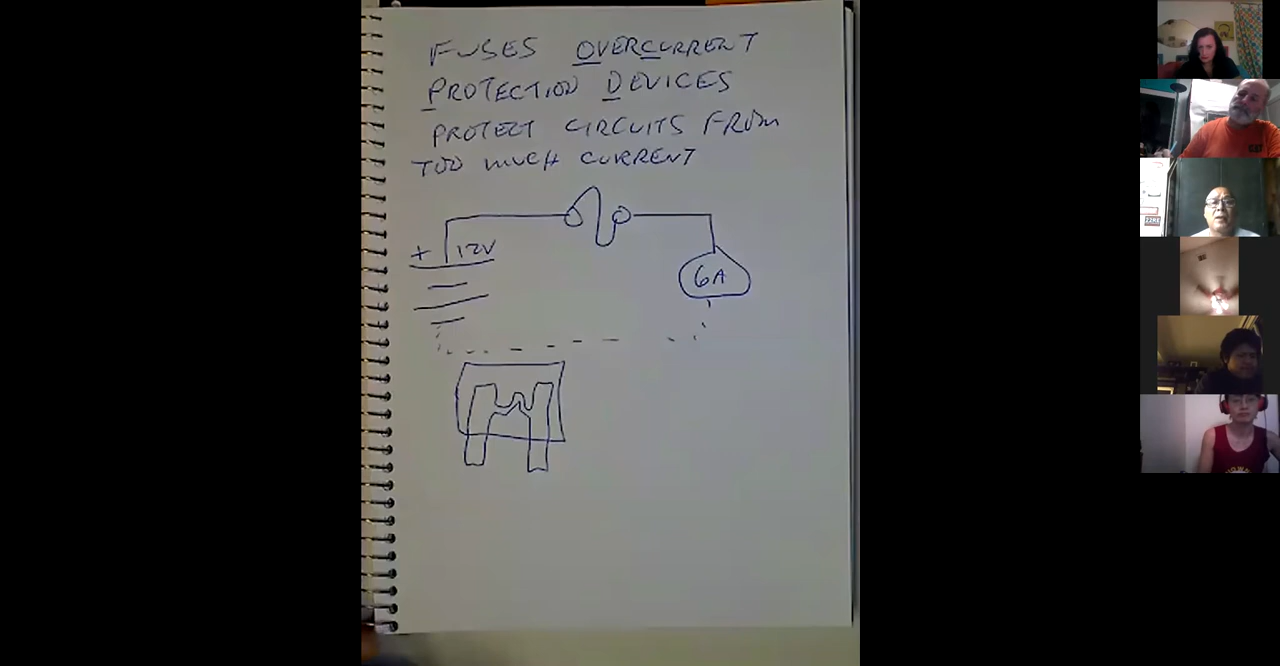 FUSES OVERCURRENT
PROTECTION DEVICES
PROTECT CIRCUITS FROM
TOO MUCH CURRENT
+ 12V
6A